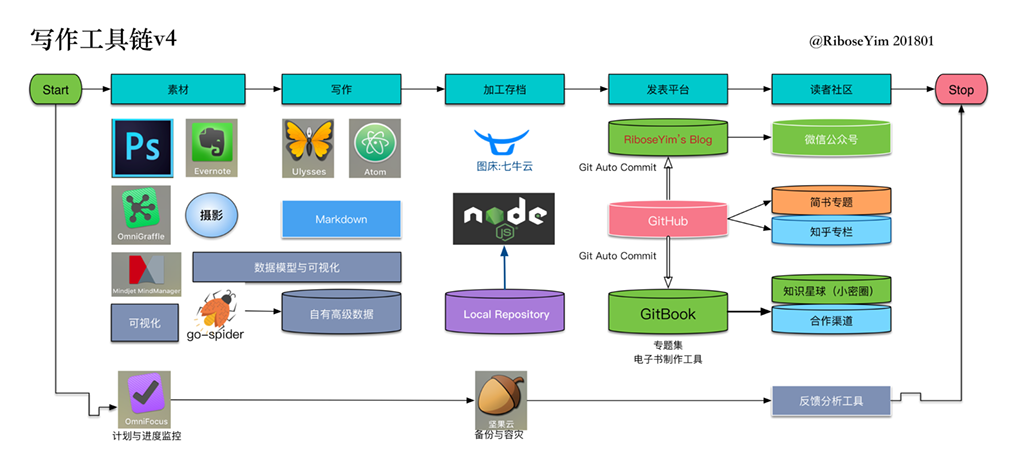 写作工具链v4
@RiboseYim 201801
Start
素材
写作
加工存档
发表平台
读者社区
Stop
Ps
Evernote
Ulysses
Atom
图床:七牛云
RiboseYim's Blog
微信公众号
Git Auto Commit
OmniGraffle
摄影
Markdown
node
JS
GitHub
简书专题
知乎专栏
Git Auto Commit
Mindjet MindManager
数据模型与可视化
可视化
go-spider
自有高级数据
Local Repository
GitBook
知识星球（小密圈）
合作渠道
专题集
电子书制作工具
OmniFocus
计划与进度监控
坚果云
备份与容灾
反馈分析工具